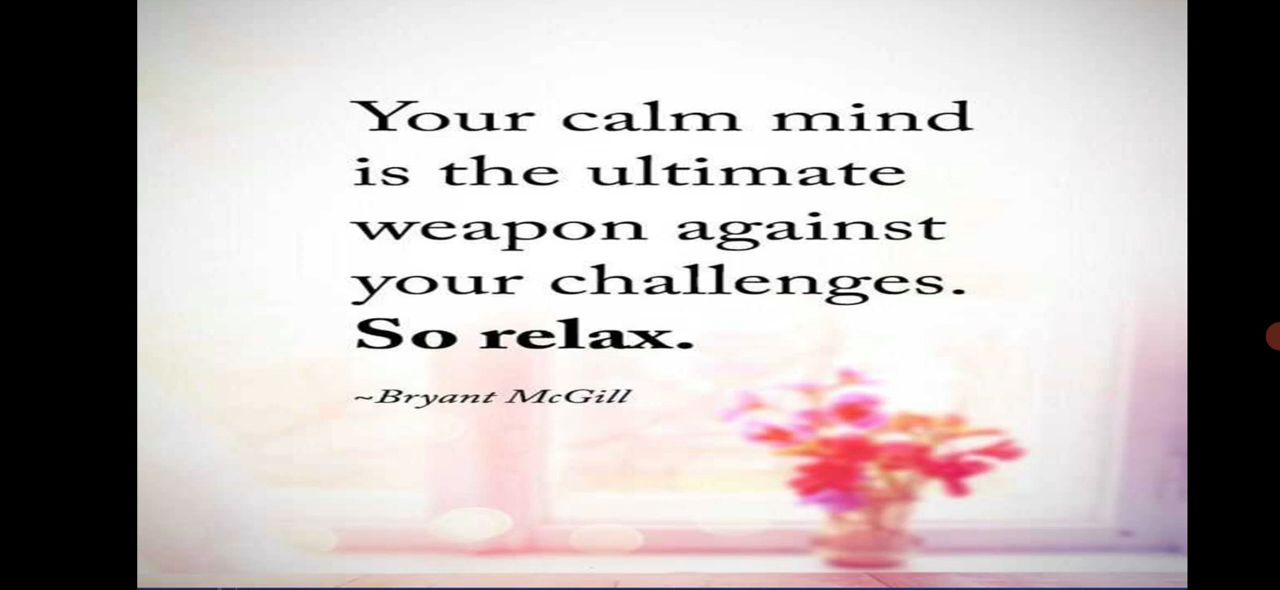 Your calm mind
is the ultimate
weapon against
your challenges.
So relax.
~Bryant McGill